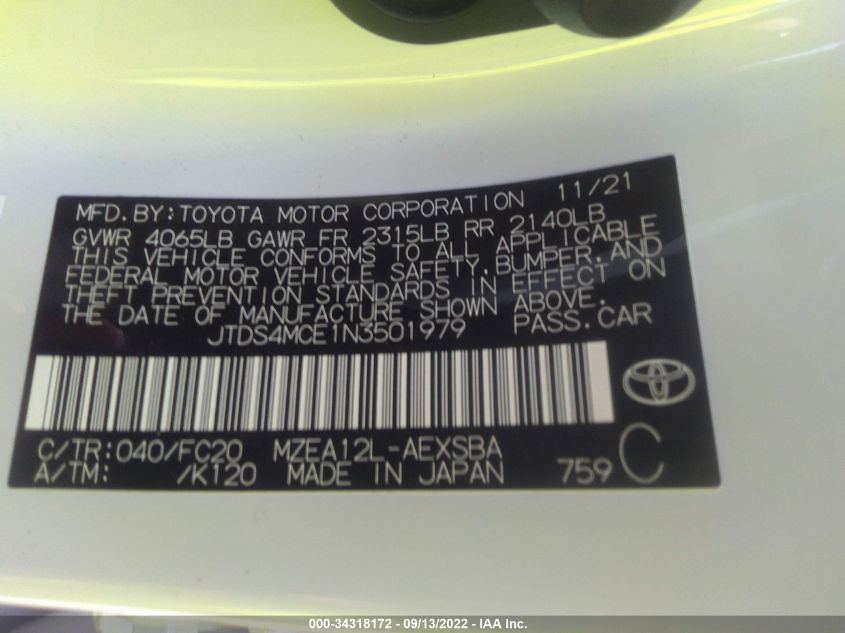 MFD.BY:TOYOTA MOTOR CORPORATION 11/21
GVWR 4065LB GAWR FR 2315LB RR 2140LB
THIS VEHICLE CONFORMS TO ALL APPLICABLE
FEDERAL MOTOR VEHICLE SAFETY,BUMPER,AND
THEFT PREVENTION STANDARDS IN EFFECT ON
THE DATE OF MANUFACTURE SHOWN ABOVE.
JTDS4MCE1N3501979 PASS.CAR
C/TR:040/FC20 MZEA12L-AEXSBA
A/TM: /K120 MADE IN JAPAN 759 C
000-34318172 - 09/13/2022 - IAA Inc.